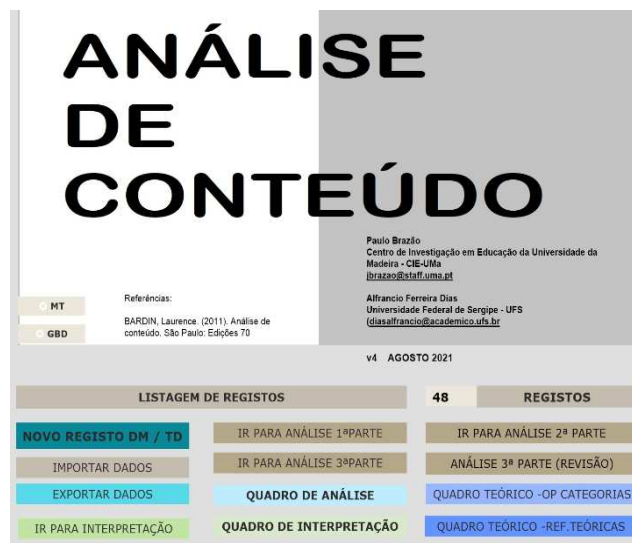 ANÁLISE
DE
CONTEÚDO
Paulo Brazão
Centro de Investigação em Educação da Universidade da
Madeira - CIE-UMa
jbrazao@staff.uma.pt
Alfrancio Ferreira Dias
Universidade Federal de Sergipe - UFS
(diasalfrancio@academico.ufs.br
v4 AGOSTO 2021
MT
GBD
Referências:
BARDIN, Laurence. (2011). Análise de
conteúdo. São Paulo: Edições 70
LISTAGEM DE REGISTOS
48 REGISTOS
NOVO REGISTO DM / TD
IR PARA ANÁLISE 1ªPARTE
IR PARA ANÁLISE 2ª PARTE
IMPORTAR DADOS
IR PARA ANÁLISE 3ªPARTE
ANÁLISE 3ª PARTE (REVISÃO)
EXPORTAR DADOS
QUADRO DE ANÁLISE
QUADRO TEÓRICO -OP CATEGORIAS
IR PARA INTERPRETAÇÃO
QUADRO DE INTERPRETAÇÃO
QUADRO TEÓRICO -REF.TEÓRICAS